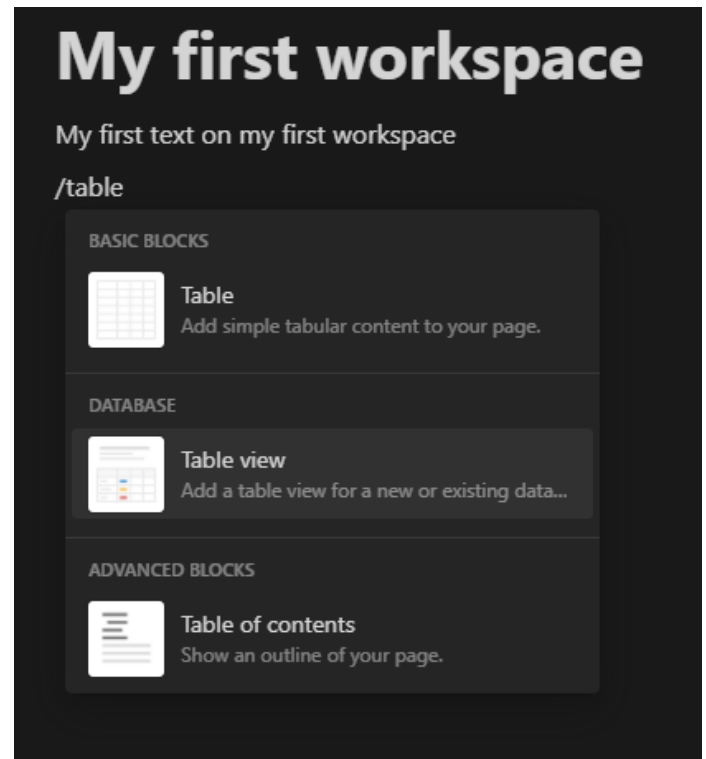 My first workspace
My first text on my first workspace
/table
BASIC BLOCKS
Table
Add simple tabular content to your page.
DATABASE
Table view
Add a table view for a new or existing data...
ADVANCED BLOCKS
Table of contents
Show an outline of your page.